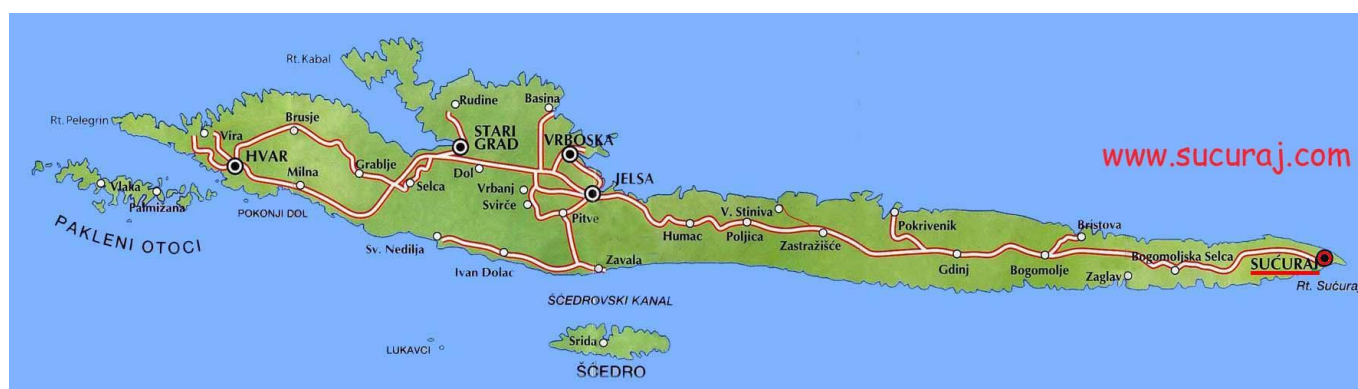 Rt. Kabal
Rudine
Basina
Rt. Pelegrin
Vira
Brusje
STARI
GRAD
VRBOSKA
HVAR
Milna
Grablje
Selca
Dol
Vrbanj
Svirče
JELSA
Pitve
www.sucuraj.com
Vlaka
Palmižana
PAKLENI OTOCI
POKONJI DOL
Sv. Nedilja
Ivan Dolac
Zavala
Humac
V. Stiniva
Poljica
Zastražišće
Pokrivenik
Gdinj
Bogomolje
Bristova
Zaglav
Bogomoljska Selca
SUĆURAJ
Rt. Sućuraj
ŠĆEDROVSKI KANAL
LUKAVCI
Srida
ŠĆEDRO